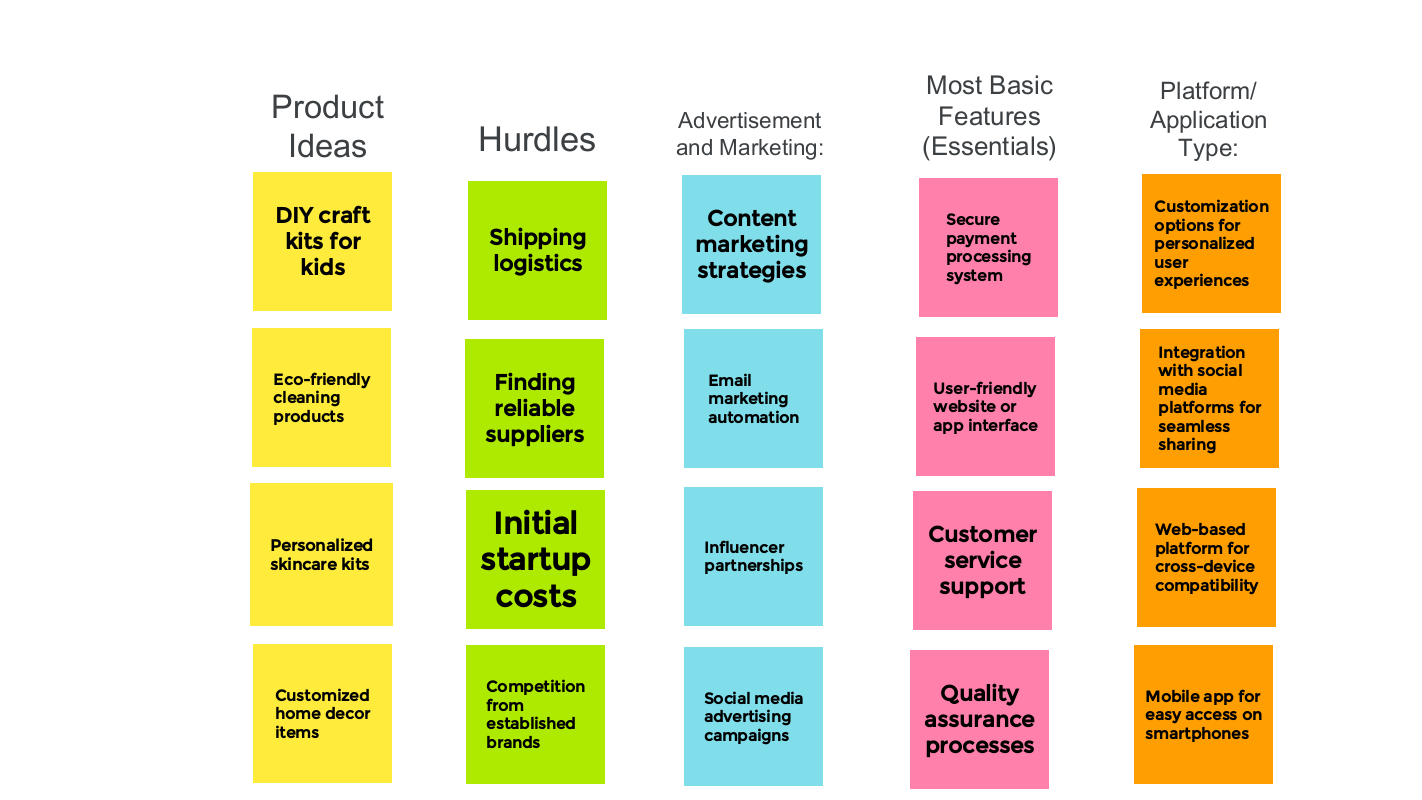 Product
Ideas
DIY craft
kits for
kids
Eco-friendly
cleaning
products
Personalized
skincare kits
Customized
home decor
items
Hurdles
Shipping
logistics
Finding
reliable
suppliers
Initial
startup
costs
Competition
from
established
brands
Advertisement
and Marketing:
Content
marketing
strategies
Email
marketing
automation
Influencer
partnerships
Social media
advertising
campaigns
Most Basic
Features
(Essentials)
Secure
payment
processing
system
User-friendly
website or
app interface
Customer
service
support
Quality
assurance
processes
Platform/
Application
Type:
Customization
options for
personalized
user
experiences
Integration
with social
media
platforms for
seamless
sharing
Web-based
platform for
cross-device
compatibility
Mobile app for
easy access on
smartphones